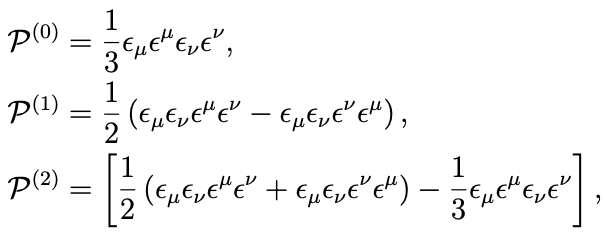 $\mathcal{P}^{(0)} = \frac{1}{3}\epsilon_{\mu}\epsilon^{\mu}\epsilon_{\nu}\epsilon^{\nu},$
$\mathcal{P}^{(1)} = \frac{1}{2}\left(\epsilon_{\mu}\epsilon_{\nu}\epsilon^{\mu}\epsilon^{\nu} - \epsilon_{\mu}\epsilon_{\nu}\epsilon^{\nu}\epsilon^{\mu}\right),$
$\mathcal{P}^{(2)} = \left[\frac{1}{2}\left(\epsilon_{\mu}\epsilon_{\nu}\epsilon^{\mu}\epsilon^{\nu} + \epsilon_{\mu}\epsilon_{\nu}\epsilon^{\nu}\epsilon^{\mu}\right) - \frac{1}{3}\epsilon_{\mu}\epsilon^{\mu}\epsilon_{\nu}\epsilon^{\nu}\right],$